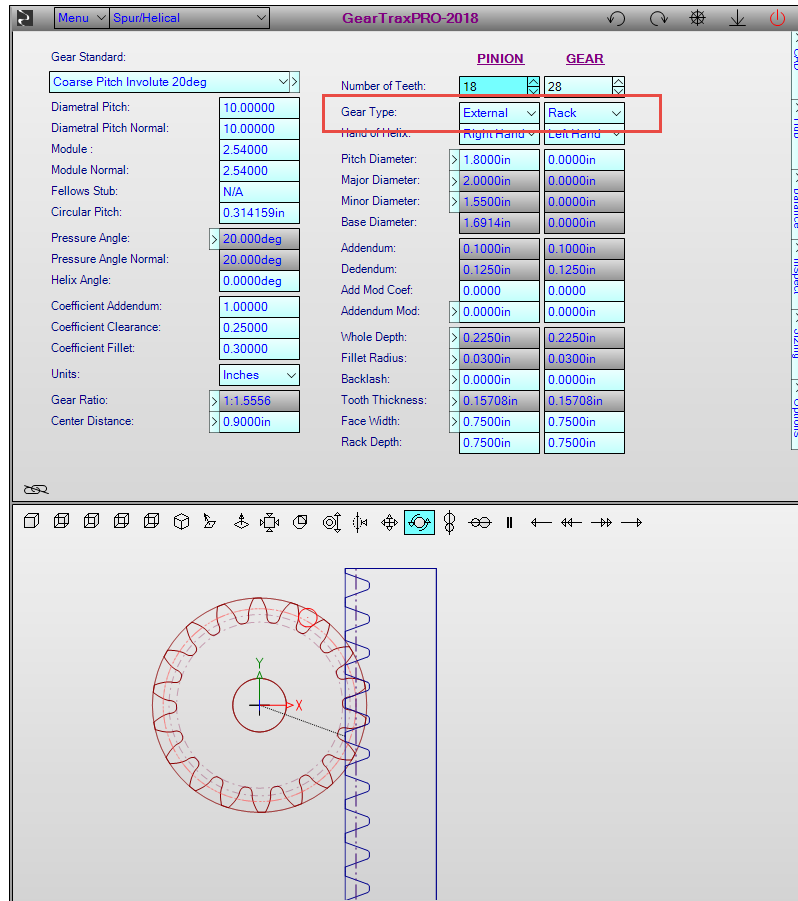 Menu Spur/Helical GearTraxPRO-2018
Gear Standard:
Coarse Pitch Involute 20deg
Diametral Pitch: 10.00000
Diametral Pitch Normal: 10.00000
Module : 2.54000
Module Normal: 2.54000
Fellows Stub: N/A
Circular Pitch: 0.314159in
Pressure Angle: 20.000deg
Pressure Angle Normal: 20.000deg
Helix Angle: 0.0000deg
Coefficient Addendum: 1.00000
Coefficient Clearance: 0.25000
Coefficient Fillet: 0.30000
Units: Inches
Gear Ratio: 1:1.5556
Center Distance: 0.9000in
PINION GEAR
Number of Teeth: 18 28
Gear Type: External Rack
Hand of Helix: Right Hand Left Hand
Pitch Diameter: 1.8000in 0.0000in
Major Diameter: 2.0000in 0.0000in
Minor Diameter: 1.5500in 0.0000in
Base Diameter: 1.6914in 0.0000in
Addendum: 0.1000in 0.1000in
Dedendum: 0.1250in 0.1250in
Add Mod Coef: 0.0000 0.0000
Addendum Mod: 0.0000in 0.0000in
Whole Depth: 0.2250in 0.2250in
Fillet Radius: 0.0300in 0.0300in
Backlash: 0.0000in 0.0000in
Tooth Thickness: 0.15708in 0.15708in
Face Width: 0.7500in 0.7500in
Rack Depth: 0.7500in 0.7500in
CAD
Hub
Balance
Inspect
Sizing
Options
Y
X